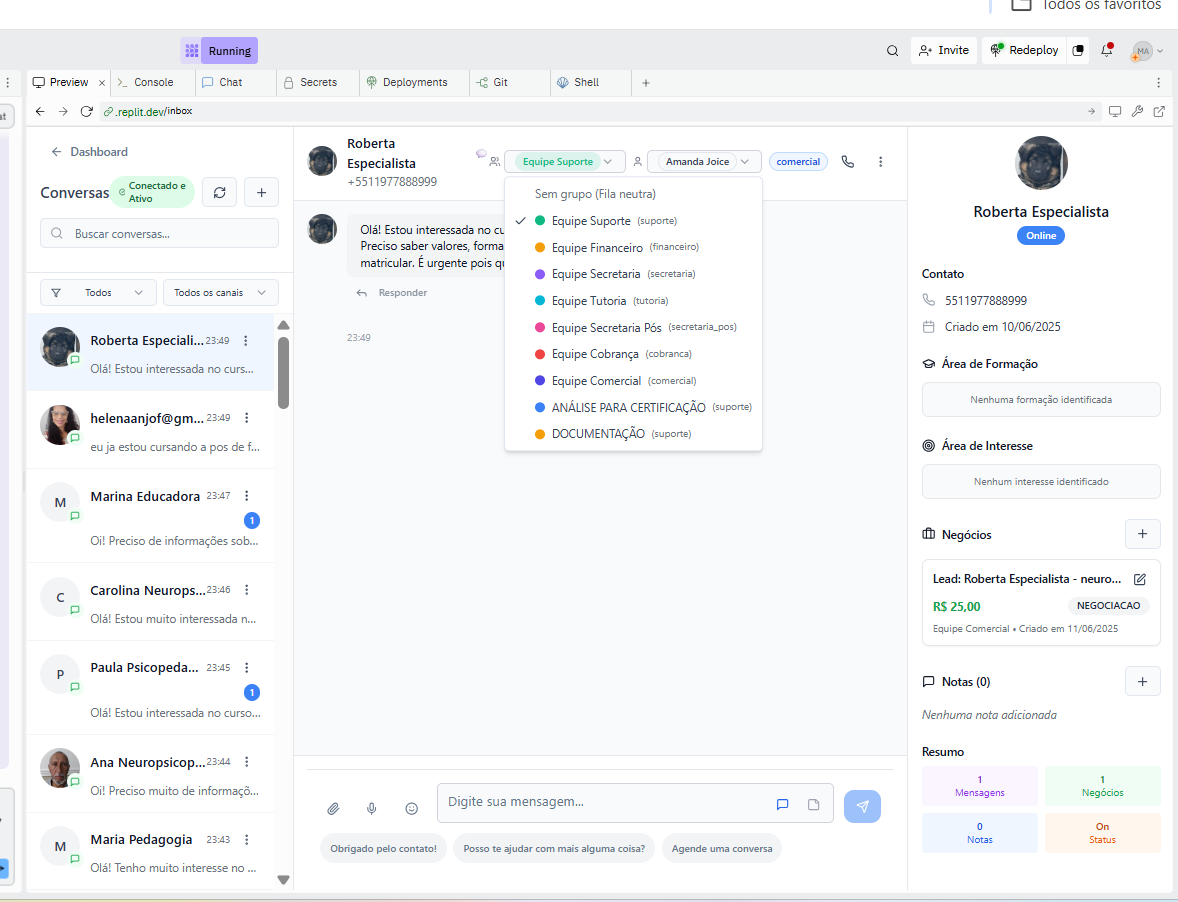 Todos os favoritos
Running
Invite
Redeploy
MA
Preview
Console
Chat
Secrets
Deployments
Git
Shell
.replit.dev/inbox
Dashboard
Conversas
Conectado e
Ativo
Buscar conversas...
Todos
Todos os canais
Roberta Especiali... 23:49
Olá! Estou interessada no curs...
helenaanjof@gm... 23:49
eu ja estou cursando a pos de f...
M
Marina Educadora 23:47
1
Oi! Preciso de informações sob...
C
Carolina Neurops... 23:46
Olá! Estou muito interessada n...
P
Paula Psicopeda... 23:45
1
Olá! Estou interessada no curso...
Ana Neuropsicop... 23:44
Oi! Preciso muito de informaçõ...
M
Maria Pedagogia 23:43
Olá! Tenho muito interesse no ...
Roberta
Especialista
+5511977888999
Equipe Suporte
Amanda Joice
comercial
Sem grupo (Fila neutra)
Equipe Suporte (suporte)
Equipe Financeiro (financeiro)
Equipe Secretaria (secretaria)
Equipe Tutoria (tutoria)
Equipe Secretaria Pós (secretaria_pos)
Equipe Cobrança (cobranca)
Equipe Comercial (comercial)
ANÁLISE PARA CERTIFICAÇÃO (suporte)
DOCUMENTAÇÃO (suporte)
Olá! Estou interessada no cu
Preciso saber valores, forma
matricular. É urgente pois qu
Responder
23:49
Digite sua mensagem...
Obrigado pelo contato!
Posso te ajudar com mais alguma coisa?
Agende uma conversa
Roberta Especialista
Online
Contato
5511977888999
Criado em 10/06/2025
Área de Formação
Nenhuma formação identificada
Área de Interesse
Nenhum interesse identificado
Negócios
Lead: Roberta Especialista - neuro...
R$ 25,00
NEGOCIACAO
Equipe Comercial • Criado em 11/06/2025
Notas (0)
Nenhuma nota adicionada
Resumo
1
Mensagens
1
Negócios
0
Notas
On
Status